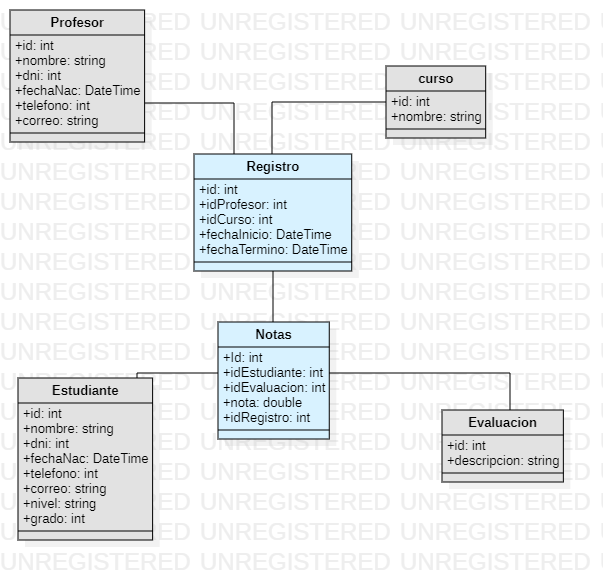 Profesor
+id: int
+nombre: string
+dni: int
+fechaNac: DateTime
+telefono: int
+correo: string
curso
+id: int
+nombre: string
Registro
+id: int
+idProfesor: int
+idCurso: int
+fechaInicio: DateTime
+fechaTermino: DateTime
Notas
+Id: int
+idEstudiante: int
+idEvaluacion: int
+nota: double
+idRegistro: int
Estudiante
+id: int
+nombre: string
+dni: int
+fechaNac: DateTime
+telefono: int
+correo: string
+nivel: string
+grado: int
Evaluacion
+id: int
+descripcion: string
UNREGISTERED